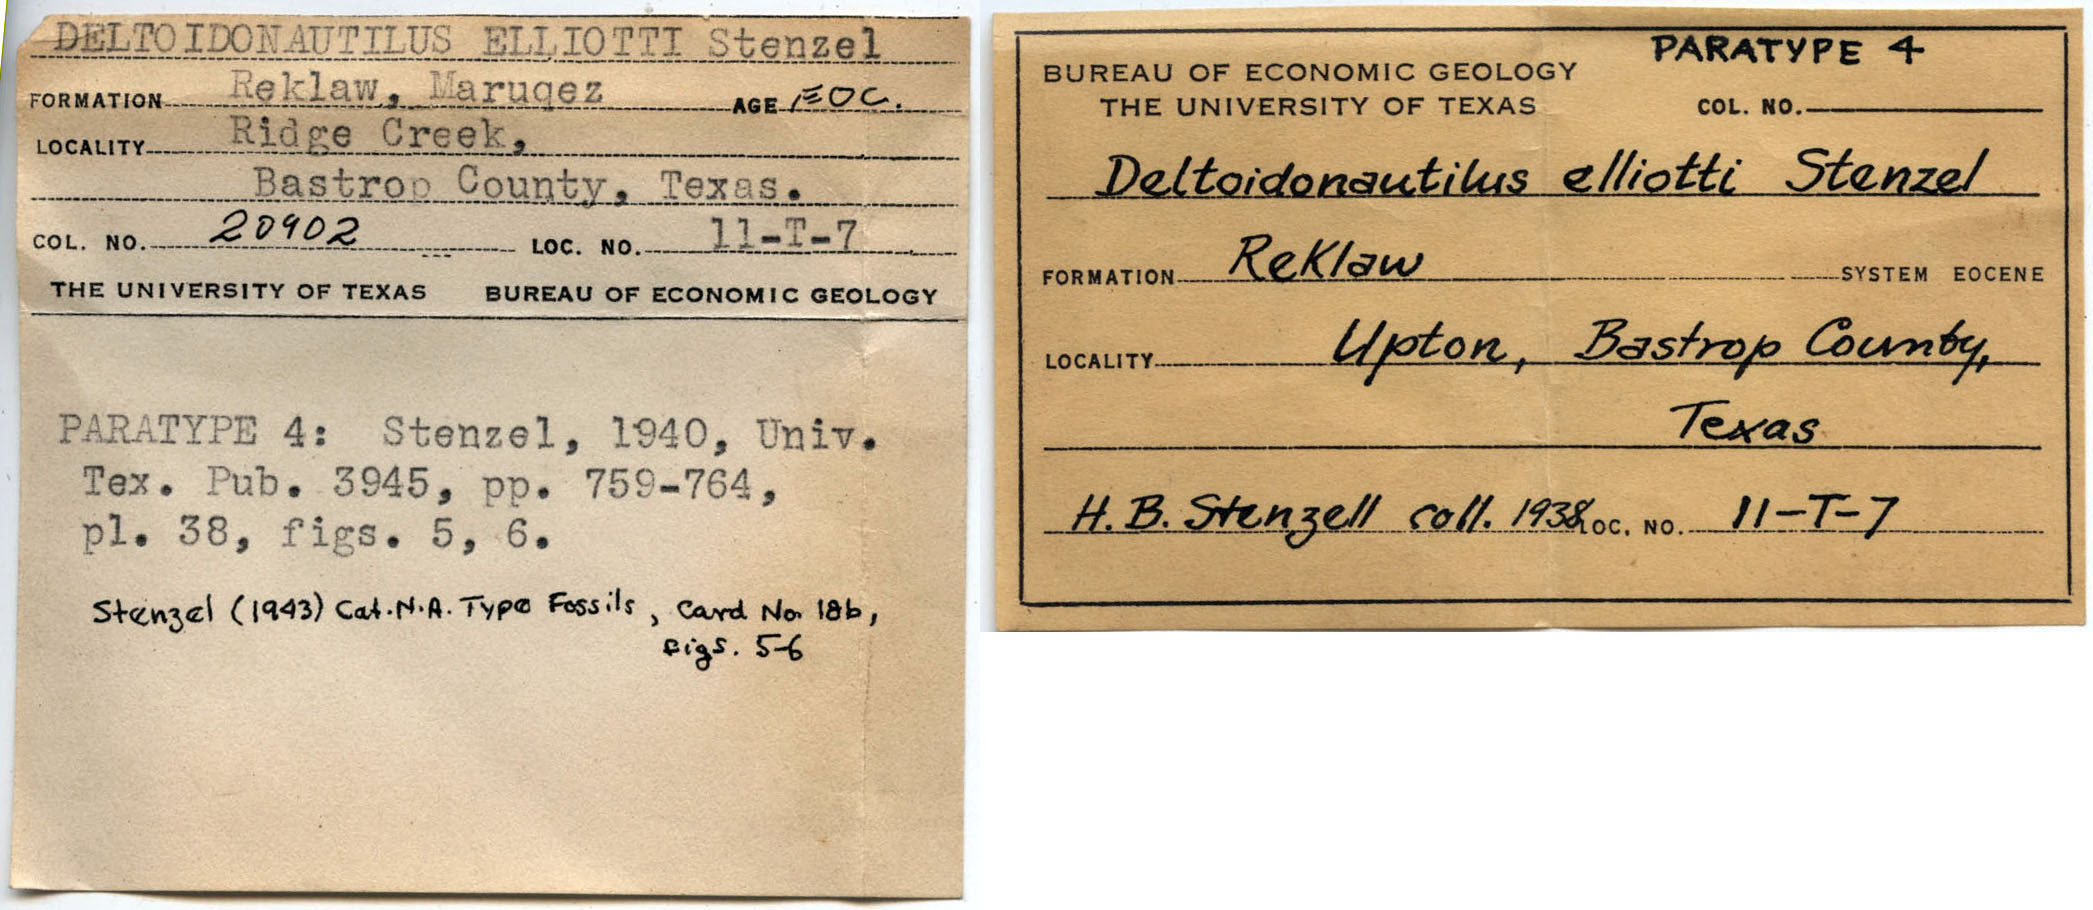 DELTOIDONAUTILUS ELLIOTTI Stenzel
FORMATION Reklaw, Maruqez AGE EOC.
LOCALITY Ridge Creek,
Bastrop County, Texas.
COL. NO. 20902 LOC. NO. 11-T-7
THE UNIVERSITY OF TEXAS BUREAU OF ECONOMIC GEOLOGY
PARATYPE 4: Stenzel, 1940, Univ.
Tex. Pub. 3945, pp. 759-764,
pl. 38, figs. 5, 6.
Stenzel (1943) Cat. N.A. Type Fossils, Card No. 18b,
Figs. 5-6
PARATYPE 4
BUREAU OF ECONOMIC GEOLOGY
THE UNIVERSITY OF TEXAS COL. NO.
Deltoidonautilus elliotti Stenzel
FORMATION Reklaw SYSTEM EOCENE
LOCALITY Upton, Bastrop County,
Texas
H. B. Stenzell coll. 1938 LOC. NO. 11-T-7